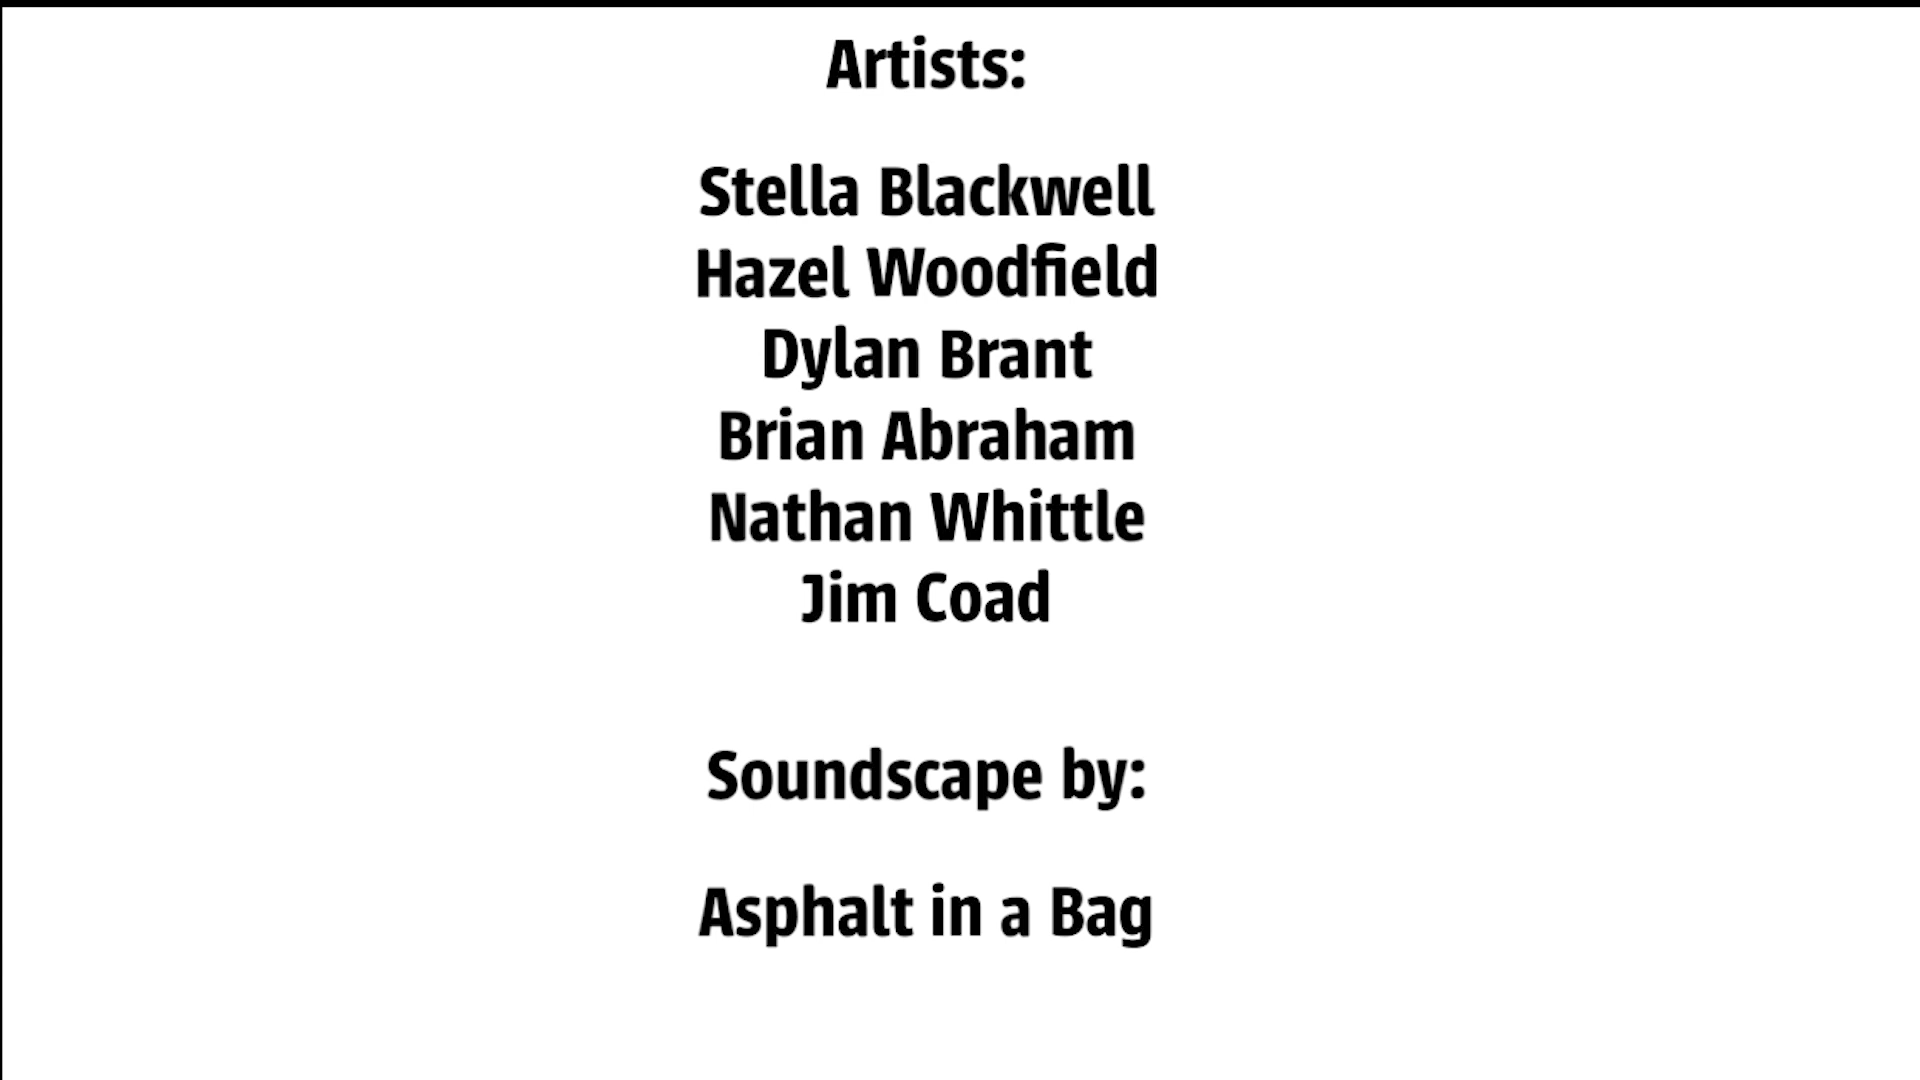 Artists:
Stella Blackwell
Hazel Woodfield
Dylan Brant
Brian Abraham
Nathan Whittle
Jim Coad
Soundscape by:
Asphalt in a Bag